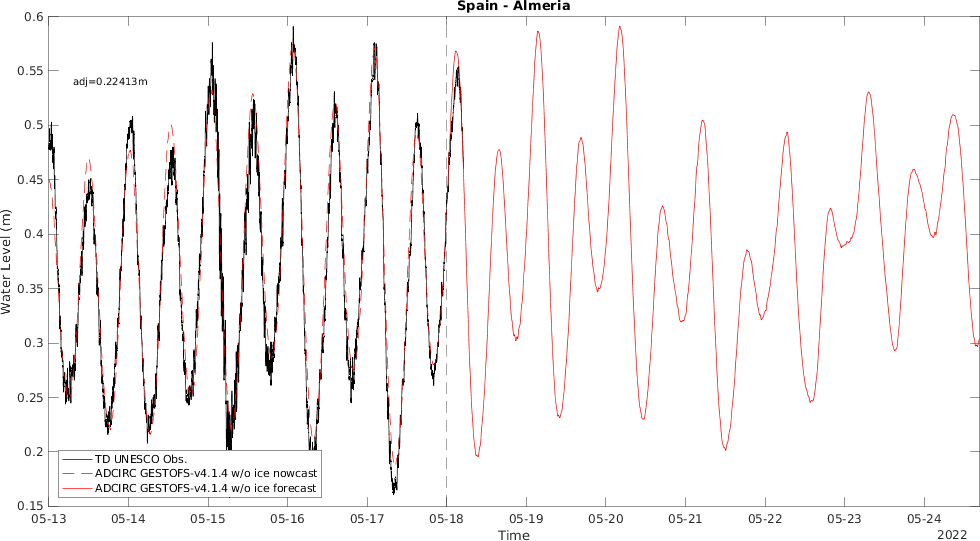 Spain - Almeria
0.6
0.55
0.5
0.45
0.4
0.35
0.3
0.25
0.2
0.15
Water Level (m)
adj=0.22413m
TD UNESCO Obs.
ADCIRC GESTOFS-v4.1.4 w/o ice nowcast
ADCIRC GESTOFS-v4.1.4 w/o ice forecast
05-13 05-14 05-15 05-16 05-17 05-18 05-19 05-20 05-21 05-22 05-23 05-24
Time
2022